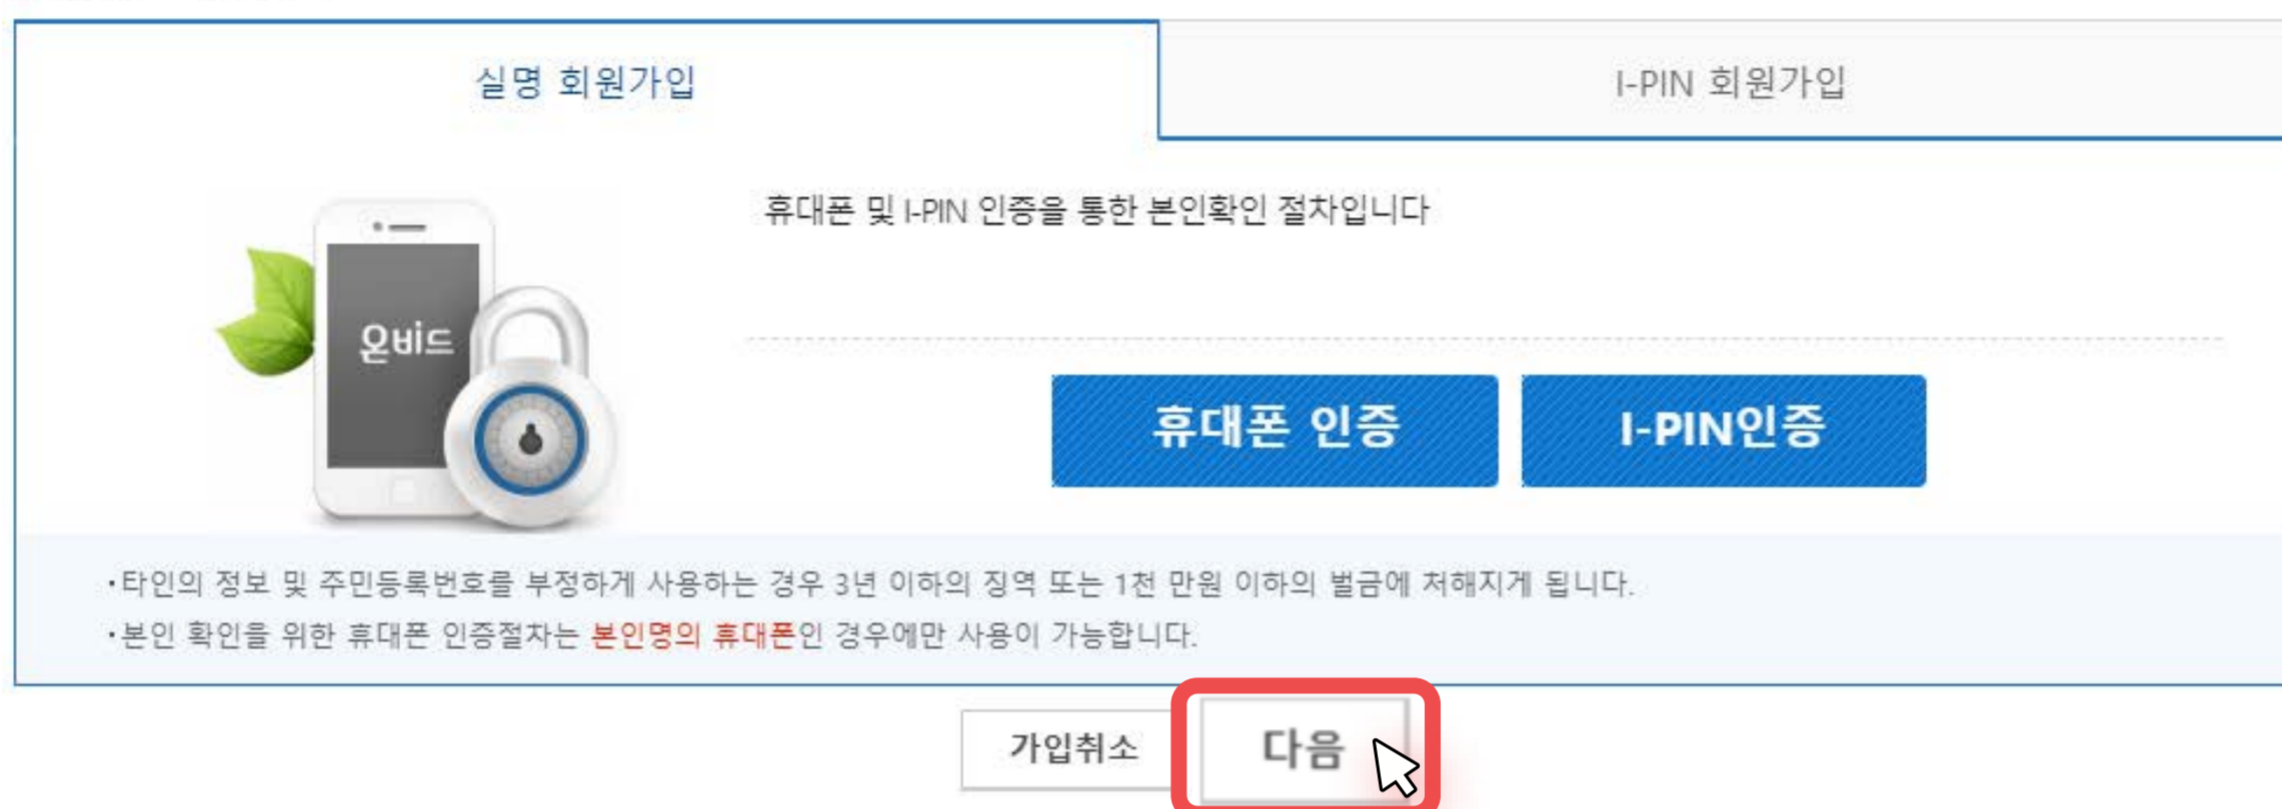 실명 회원가입
I-PIN 회원가입
휴대폰 및 I-PIN 인증을 통한 본인확인 절차입니다
온비드
휴대폰 인증
I-PIN인증
·타인의 정보 및 주민등록번호를 부정하게 사용하는 경우 3년 이하의 징역 또는 1천 만원 이하의 벌금에 처해지게 됩니다.
·본인 확인을 위한 휴대폰 인증절차는 본인명의 휴대폰인 경우에만 사용이 가능합니다.
가입취소
다음